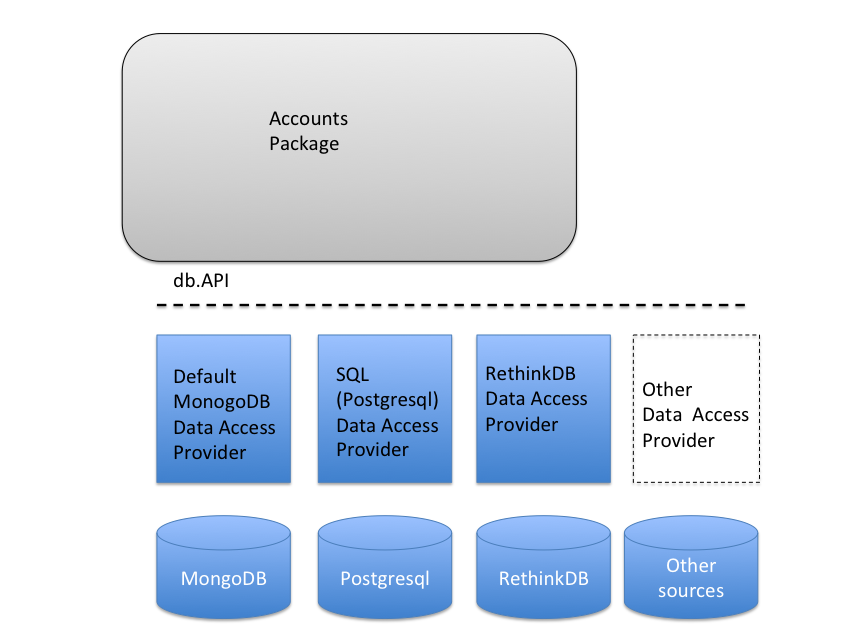 Accounts
Package
db.API
Default
MonogoDB
Data Access
Provider
SQL
(Postgresql)
Data Access
Provider
RethinkDB
Data Access
Provider
Other
Data Access
Provider
MongoDB
Postgresql
RethinkDB
Other
sources